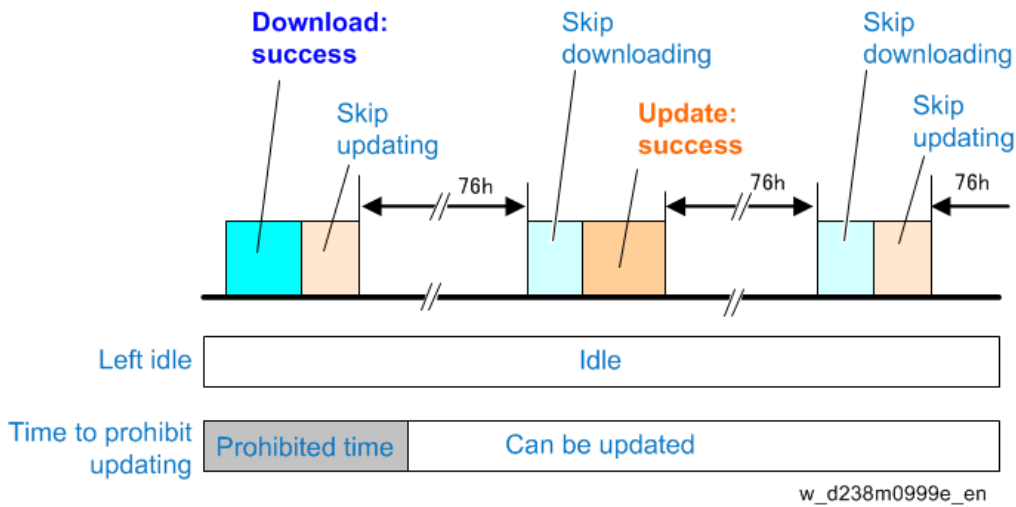 Download:
success
Skip
updating
Skip
downloading
Update:
success
Skip
downloading
Skip
updating
76h
76h
76h
Left idle
Idle
Time to prohibit
updating
Prohibited time
Can be updated
w_d238m0999e_en